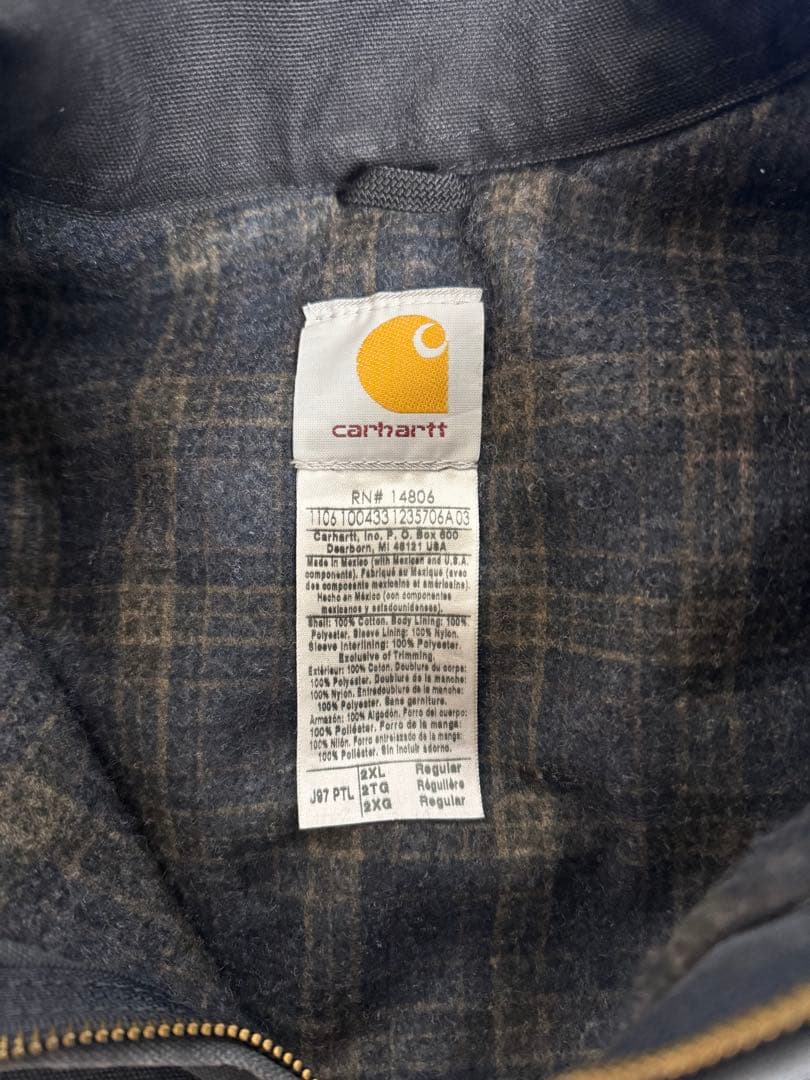 carhartt
RN# 14806
1106 1004331235706A 03
Carhartt, Inc. P. O. Box 600
Dearborn, MI 48121 USA
Made in Mexico (with Mexican and U.S.A.
components). Fabriqué au Mexique (avec
des composants mexicains et américains).
Hecho en México (con componentes
mexicanos y estadounidenses).
Shell: 100% Cotton. Body Lining: 100%
Polyester. Sleeve Lining: 100% Nylon.
Sleeve Interlining: 100% Polyester.
Exclusive of Trimming.
Extérieur: 100% Coton. Doublure du corps:
100% Polyester. Doublure de la manche:
100% Nylon. Entredoublure de la manche:
100% Polyester. Sans garniture.
Armazón: 100% Algodón. Forro del cuerpo:
100% Poliéster. Forro de la manga:
100% Nilón. Forro entrelazado de la manga:
100% Poliéster. Sin incluir adorno.
J97 PTL 2XL Regular
2TG Régulière
2XG Regular